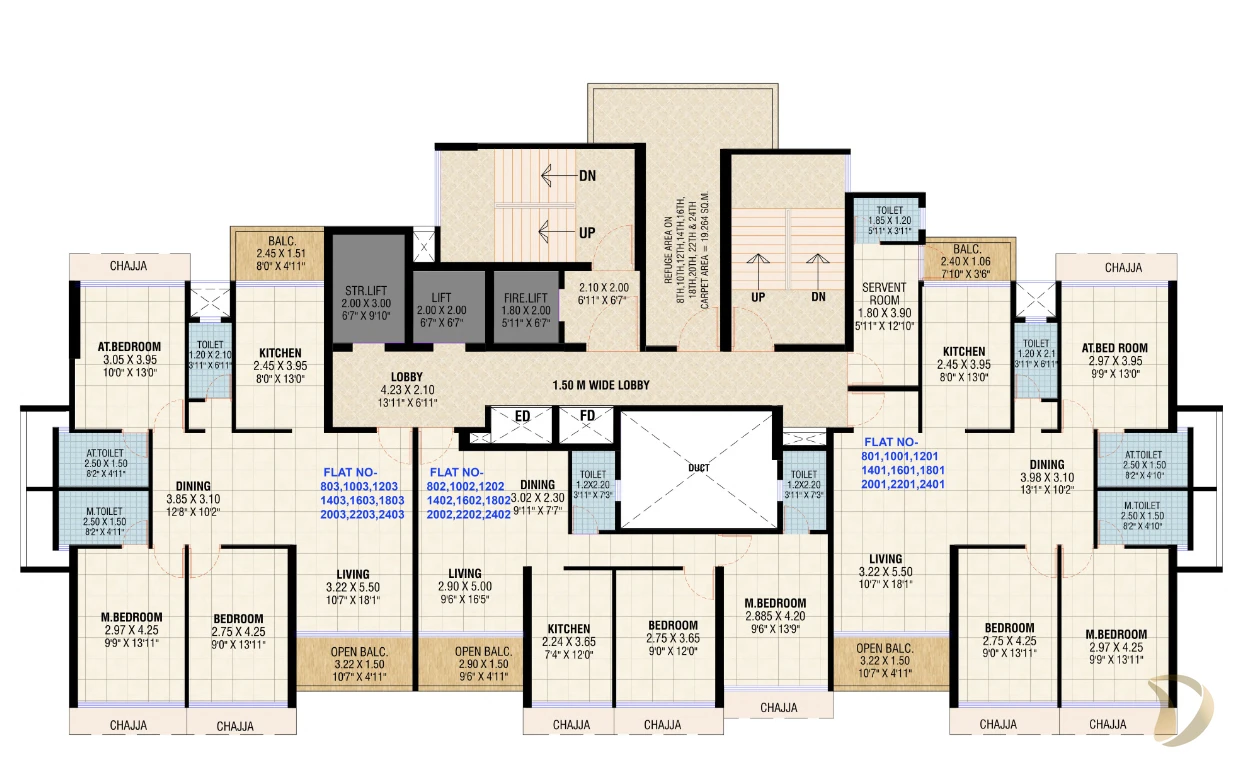 DN
UP
REFUGE AREA ON
8TH,10TH,12TH,14TH,16TH,
18TH,20TH, 22TH & 24TH
CARPET AREA = 19.264 SQ.M.
UP
DN
TOILET
1.85 X 1.20
5'11" X 3'11"
BALC.
2.45 X 1.51
8'0" X 4'11"
BALC.
2.40 X 1.06
7'10" X 3'6"
CHAJJA
CHAJJA
STR.LIFT
2.00 X 3.00
6'7" X 9'10"
LIFT
2.00 X 2.00
6'7" X 6'7"
FIRE.LIFT
1.80 X 2.00
5'11" X 6'7"
2.10 X 2.00
6'11" X 6'7"
SERVENT
ROOM
1.80 X 3.90
5'11" X 12'10"
AT.BEDROOM
3.05 X 3.95
10'0" X 13'0"
TOILET
1.20 X 2.10
3'11" X 6'11"
KITCHEN
2.45 X 3.95
8'0" X 13'0"
KITCHEN
2.45 X 3.95
8'0" X 13'0"
TOILET
1.20 X 2.1
3'11" X 6'11"
AT.BED ROOM
2.97 X 3.95
9'9" X 13'0"
LOBBY
4.23 X 2.10
13'11" X 6'11"
1.50 M WIDE LOBBY
ED
FD
DUCT
AT.TOILET
2.50 X 1.50
8'2" X 4'11"
M.TOILET
2.50 X 1.50
8'2" X 4'11"
DINING
3.85 X 3.10
12'8" X 10'2"
FLAT NO-
803,1003,1203
1403,1603,1803
2003,2203,2403
FLAT NO-
802,1002,1202
1402,1602,1802
2002,2202,2402
DINING
3.02 X 2.30
9'11" X 7'7"
TOILET
1.2X2.20
3'11" X 7'3"
TOILET
1.2X2.20
3'11" X 7'3"
FLAT NO-
801,1001,1201
1401,1601,1801
2001,2201,2401
DINING
3.98 X 3.10
13'1" X 10'2"
AT.TOILET
2.50 X 1.50
8'2" X 4'10"
M.TOILET
2.50 X 1.50
8'2" X 4'10"
LIVING
3.22 X 5.50
10'7" X 18'1"
LIVING
2.90 X 5.00
9'6" X 16'5"
LIVING
3.22 X 5.50
10'7" X 18'1"
M.BEDROOM
2.97 X 4.25
9'9" X 13'11"
BEDROOM
2.75 X 4.25
9'0" X 13'11"
KITCHEN
2.24 X 3.65
7'4" X 12'0"
BEDROOM
2.75 X 3.65
9'0" X 12'0"
M.BEDROOM
2.885 X 4.20
9'6" X 13'9"
BEDROOM
2.75 X 4.25
9'0" X 13'11"
M.BEDROOM
2.97 X 4.25
9'9" X 13'11"
OPEN BALC.
3.22 X 1.50
10'7" X 4'11"
OPEN BALC.
2.90 X 1.50
9'6" X 4'11"
OPEN BALC.
3.22 X 1.50
10'7" X 4'11"
CHAJJA
CHAJJA
CHAJJA
CHAJJA
CHAJJA
CHAJJA
CHAJJA